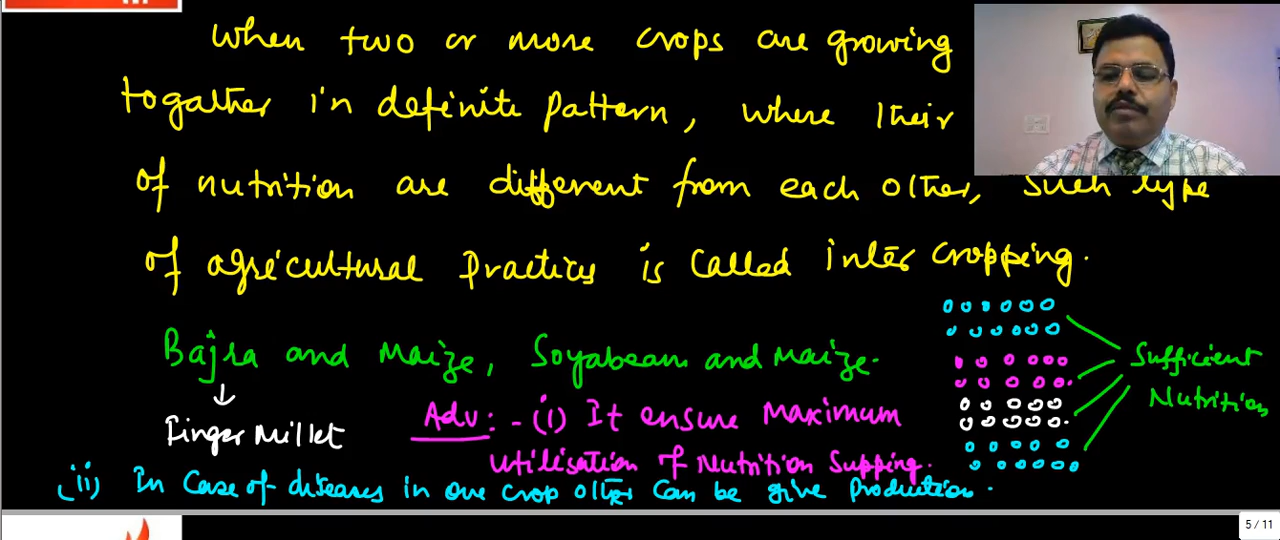 When two or more crops are growing
togather in definite pattern, where their
of nutrition are different from each other, such type
of agricultural practices is called inter cropping.
Bajra and Maize, Soyabean and Maize.
Finger Millet
Adv: - (i) It ensure Maximum
Utilisation of Nutrition Supping.
(ii) In case of diseases in one crop other can be give production.
Sufficient
Nutrition
5 / 11